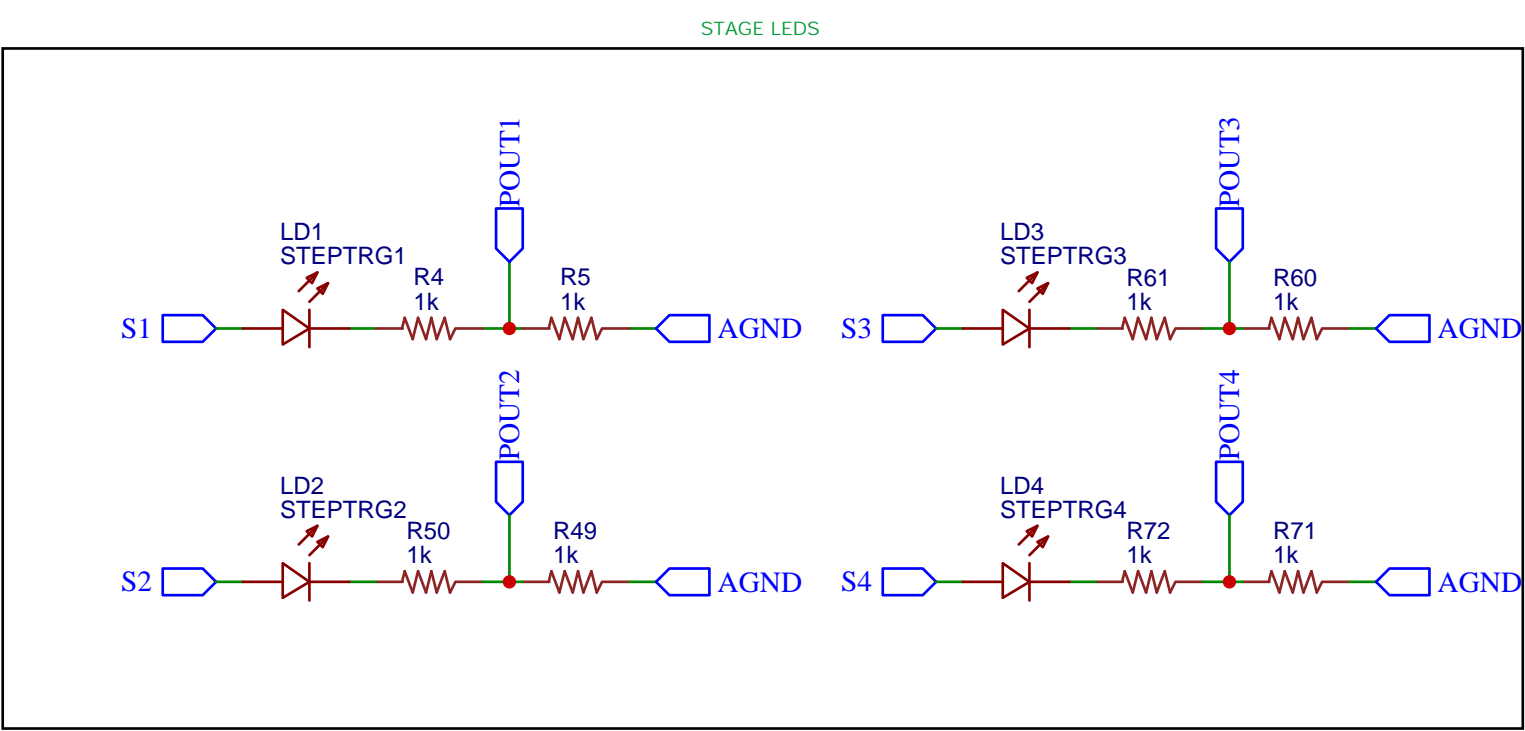 STAGE LEDS
POUT1
LD1
STEPTRG1
R4
1k
R5
1k
S1
AGND
POUT3
LD3
STEPTRG3
R61
1k
R60
1k
S3
AGND
POUT2
LD2
STEPTRG2
R50
1k
R49
1k
S2
AGND
POUT4
LD4
STEPTRG4
R72
1k
R71
1k
S4
AGND